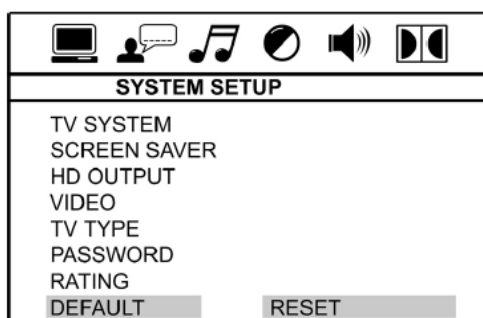 SYSTEM SETUP
TV SYSTEM
SCREEN SAVER
HD OUTPUT
VIDEO
TV TYPE
PASSWORD
RATING
DEFAULT RESET